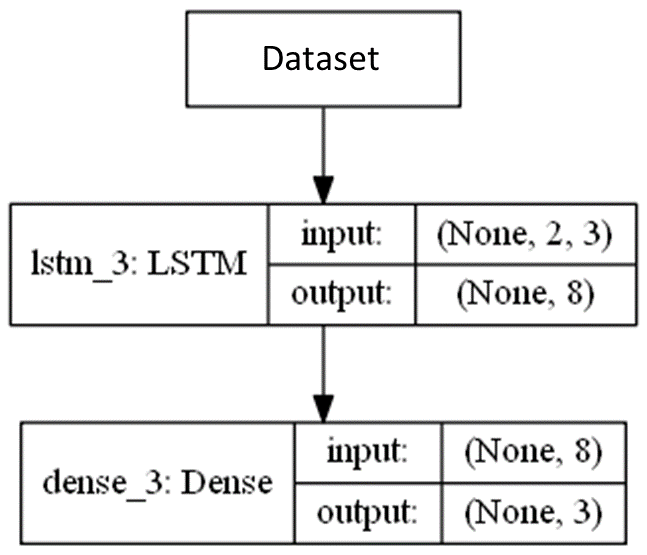 Dataset
lstm_3: LSTM
input:
(None, 2, 3)
output:
(None, 8)
dense_3: Dense
input:
(None, 8)
output:
(None, 3)